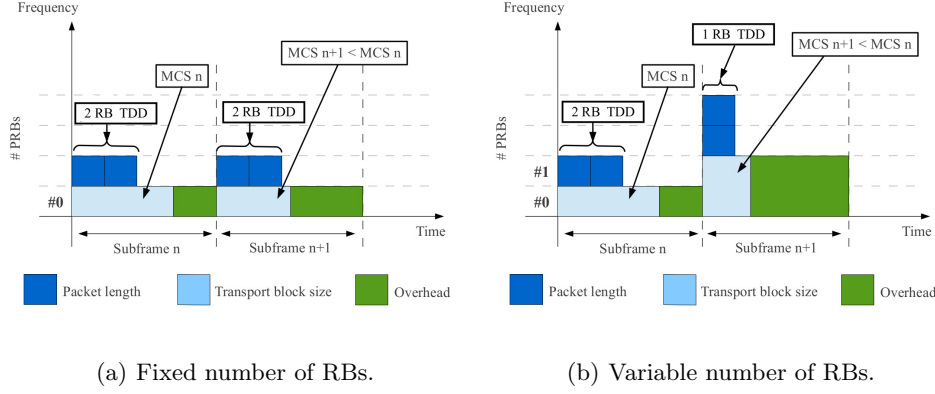 Frequency
# PRBs
#0
2 RB TDD
MCS n
2 RB TDD
MCS n+1 < MCS n
Time
Subframe n
Subframe n+1
Packet length
Transport block size
Overhead
(a) Fixed number of RBs.
Frequency
# PRBs
#1
#0
2 RB TDD
MCS n
1 RB TDD
MCS n+1 < MCS n
Time
Subframe n
Subframe n+1
Packet length
Transport block size
Overhead
(b) Variable number of RBs.